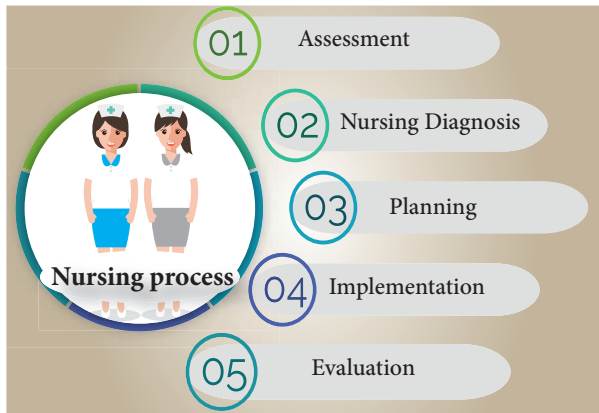 01 Assessment
02 Nursing Diagnosis
03 Planning
Nursing process
04 Implementation
05 Evaluation